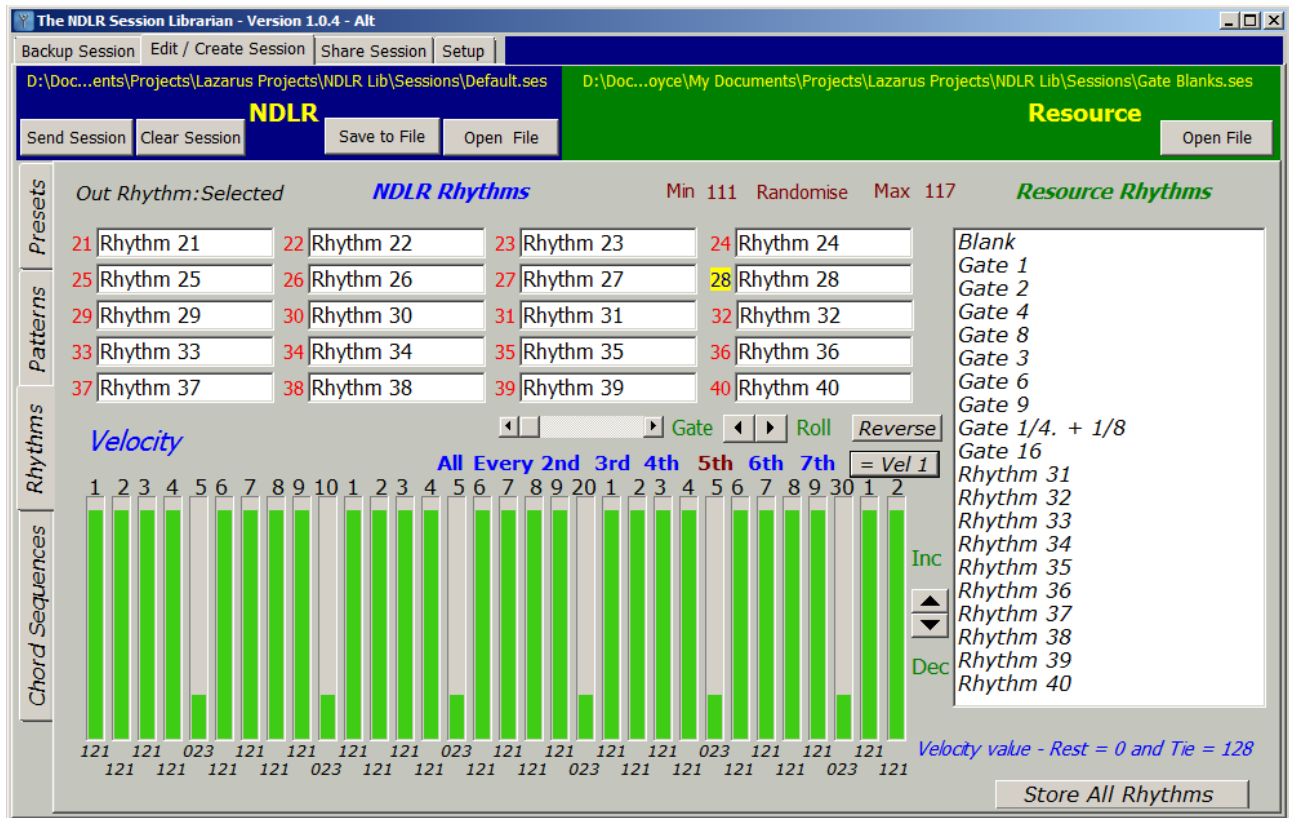 The NDLR Session Librarian - Version 1.0.4 - Alt
Backup Session Edit / Create Session Share Session Setup
D:\Doc...ents\Projects\Lazarus Projects\NDLR Lib\Sessions\Default.ses
D:\Doc...oyce\My Documents\Projects\Lazarus Projects\NDLR Lib\Sessions\Gate Blanks.ses
NDLR
Resource
Send Session Clear Session Save to File Open File
Open File
Presets
Patterns
Rhythms
Chord Sequences
Out Rhythm:Selected NDLR Rhythms Min 111 Randomise Max 117 Resource Rhythms
21 Rhythm 21 22 Rhythm 22 23 Rhythm 23 24 Rhythm 24
25 Rhythm 25 26 Rhythm 26 27 Rhythm 27 28 Rhythm 28
29 Rhythm 29 30 Rhythm 30 31 Rhythm 31 32 Rhythm 32
33 Rhythm 33 34 Rhythm 34 35 Rhythm 35 36 Rhythm 36
37 Rhythm 37 38 Rhythm 38 39 Rhythm 39 40 Rhythm 40
Velocity
Gate Roll Reverse
All Every 2nd 3rd 4th 5th 6th 7th = Vel 1
1 2 3 4 5 6 7 8 9 10 1 2 3 4 5 6 7 8 9 20 1 2 3 4 5 6 7 8 9 30 1 2
Inc
Dec
121 121 023 121 121 121 121 023 121 121 121 121 023 121 121 121
121 121 121 121 023 121 121 121 121 023 121 121 121 121 023 121
Blank
Gate 1
Gate 2
Gate 4
Gate 8
Gate 3
Gate 6
Gate 9
Gate 1/4. + 1/8
Gate 16
Rhythm 31
Rhythm 32
Rhythm 33
Rhythm 34
Rhythm 35
Rhythm 36
Rhythm 37
Rhythm 38
Rhythm 39
Rhythm 40
Velocity value - Rest = 0 and Tie = 128
Store All Rhythms